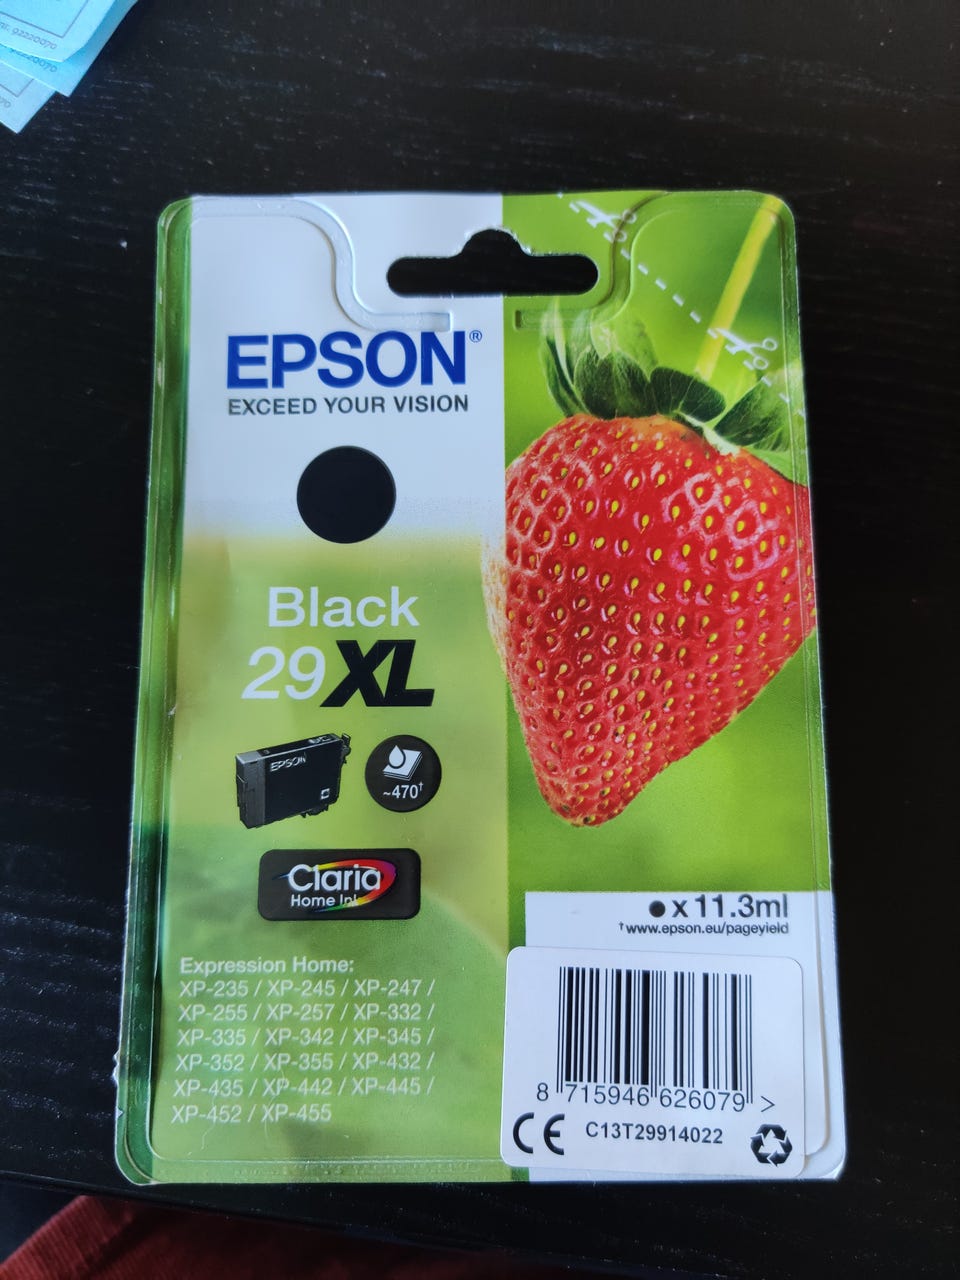 nr. 92220070
92220070
EPSON®
EXCEED YOUR VISION
Black
29XL
EPSON
~470†
Claria
Home Ink
x 11.3ml
†www.epson.eu/pageyield
Expression Home:
XP-235 / XP-245 / XP-247 /
XP-255 / XP-257 / XP-332 /
XP-335 / XP-342 / XP-345 /
XP-352 / XP-355 / XP-432 /
XP-435 / XP-442 / XP-445 /
XP-452 / XP-455
8 715946 626079 >
CE C13T29914022